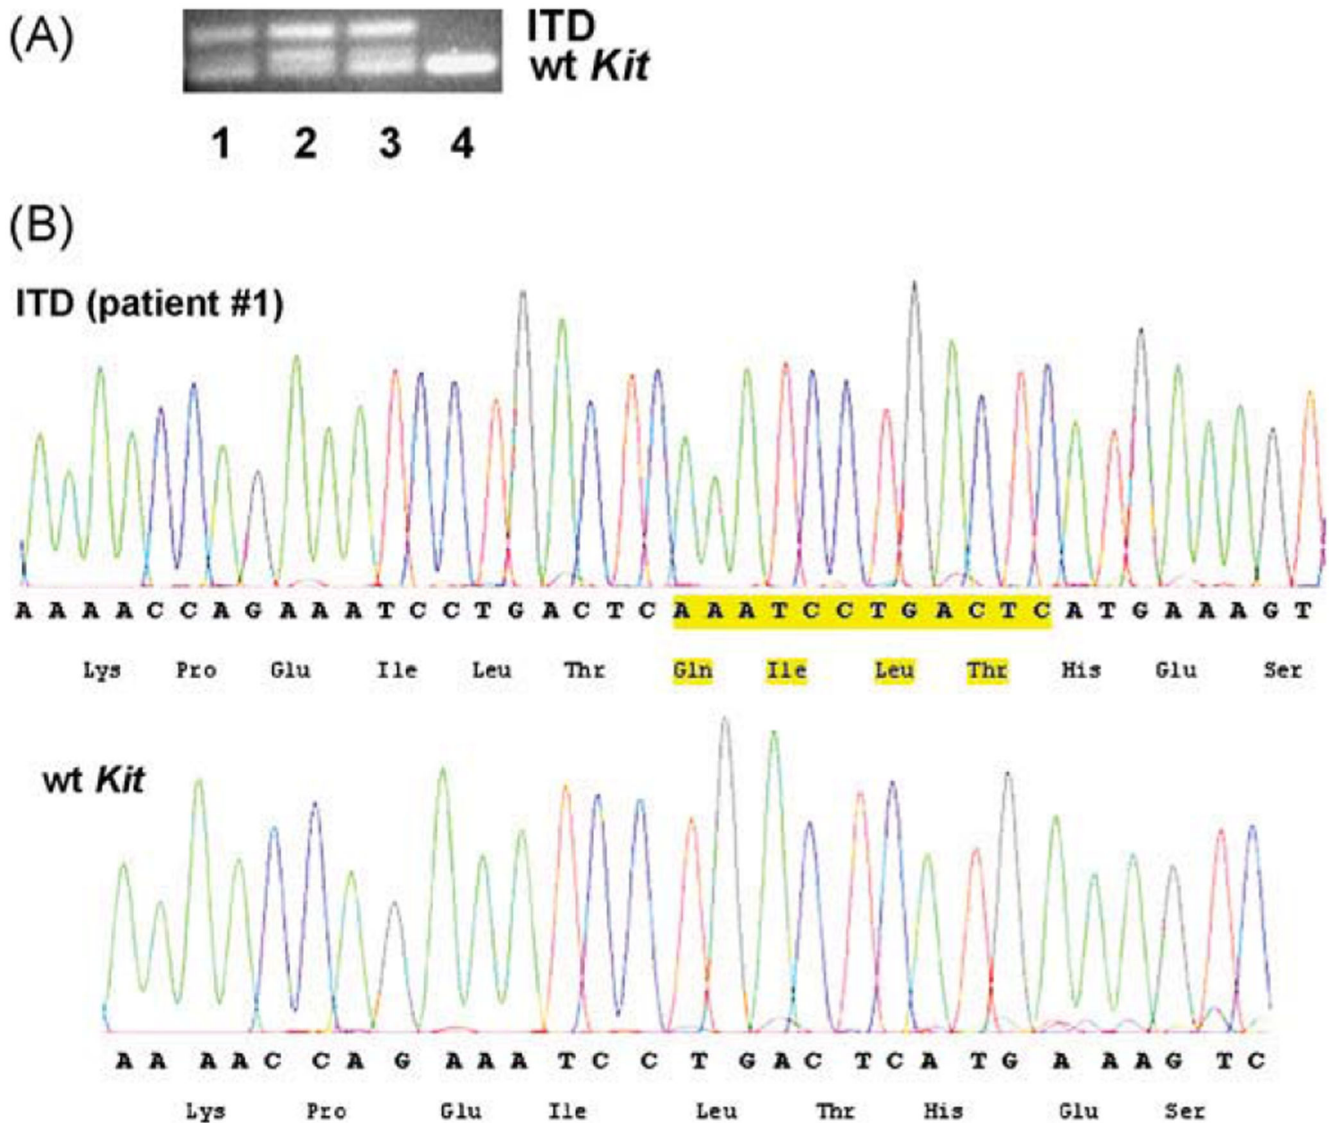 (A)
ITD
wt Kit
1 2 3 4
(B)
ITD (patient #1)
A A A A C C A G A A A T C C T G A C T C A A A T C C T G A C T C A T G A A A G T
Lys Pro Glu Ile Leu Thr Gln Ile Leu Thr His Glu Ser
wt Kit
A A A A C C A G A A A T C C T G A C T C A T G A A A G T C
Lys Pro Glu Ile Leu Thr His Glu Ser